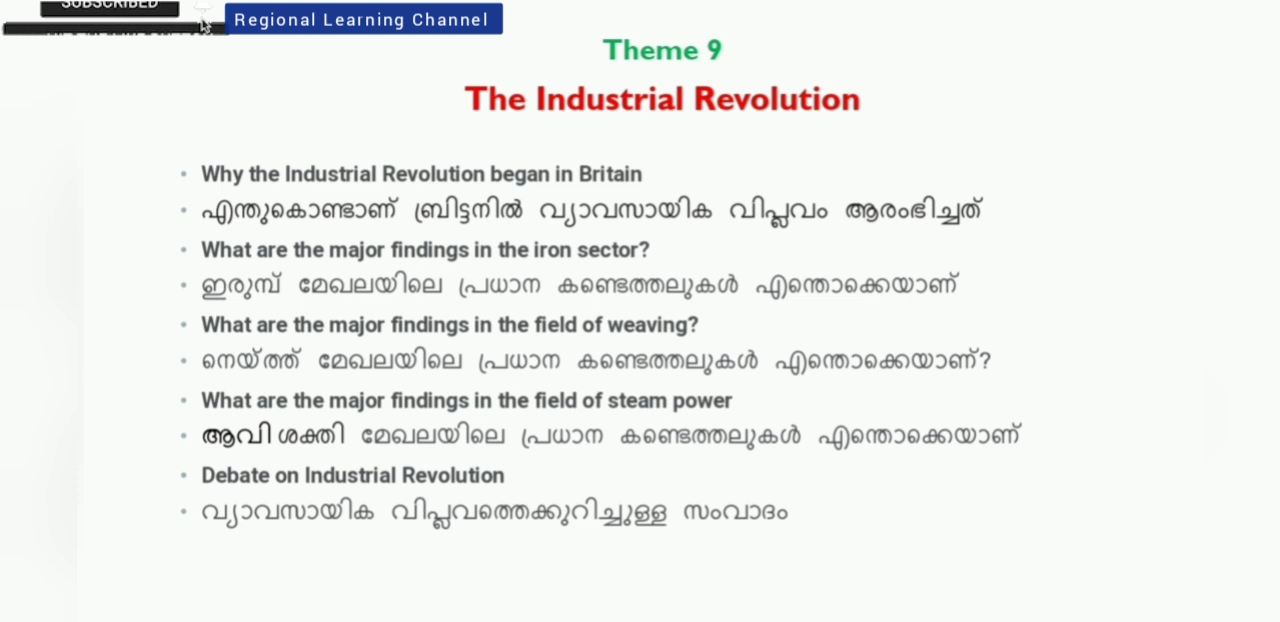 SUBSCRIBED
Regional Learning Channel
Theme 9
The Industrial Revolution
• Why the Industrial Revolution began in Britain
• എന്തുകൊണ്ടാണ് ബ്രിട്ടനിൽ വ്യാവസായിക വിപ്ലവം ആരംഭിച്ചത്
• What are the major findings in the iron sector?
• ഇരുമ്പ് മേഖലയിലെ പ്രധാന കണ്ടെത്തലുകൾ എന്തൊക്കെയാണ്
• What are the major findings in the field of weaving?
• നെയ്ത്ത് മേഖലയിലെ പ്രധാന കണ്ടെത്തലുകൾ എന്തൊക്കെയാണ്?
• What are the major findings in the field of steam power
• ആവി ശക്തി മേഖലയിലെ പ്രധാന കണ്ടെത്തലുകൾ എന്തൊക്കെയാണ്
• Debate on Industrial Revolution
• വ്യാവസായിക വിപ്ലവത്തെക്കുറിച്ചുള്ള സംവാദം